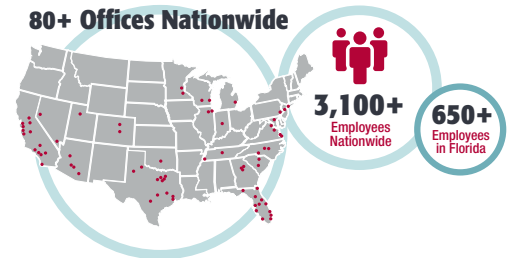 80+ Offices Nationwide
3,100+
Employees
Nationwide
650+
Employees
in Florida